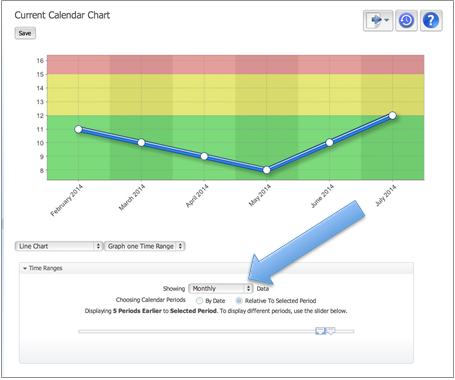 Current Calendar Chart
Save
?
16
15
14
13
12
11
10
9
8
February 2014
March 2014
April 2014
May 2014
June 2014
July 2014
Line Chart Graph one Time Range
Time Ranges
Showing Monthly Data
Choosing Calendar Periods By Date Relative To Selected Period
Displaying 5 Periods Earlier to Selected Period. To display different periods, use the slider below.